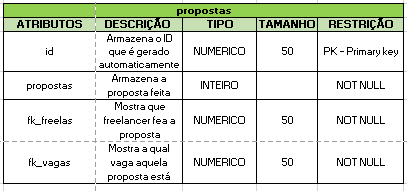 propostas
ATRIBUTOS DESCRIÇÃO TIPO TAMANHO RESTRIÇÃO
id Armazena o ID que é gerado automaticamente NUMERICO 50 PK - Primary key
propostas Armazena a proposta feita INTEIRO NOT NULL
fk_freelas Mostra que freelancer fea a proposta NUMERICO 50 NOT NULL
fk_vagas Mostra a qual vaga aquela proposta está NUMERICO 50 NOT NULL